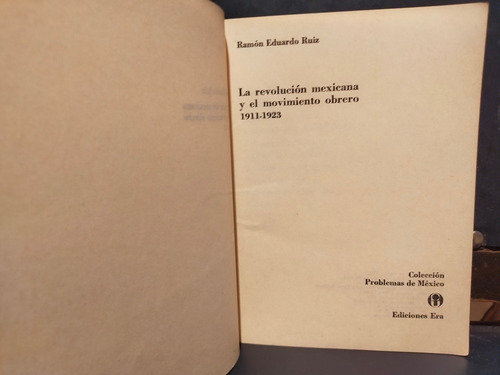 Ramón Eduardo Ruiz
La revolución mexicana
y el movimiento obrero
1911-1923
Colección
Problemas de México
Ediciones Era